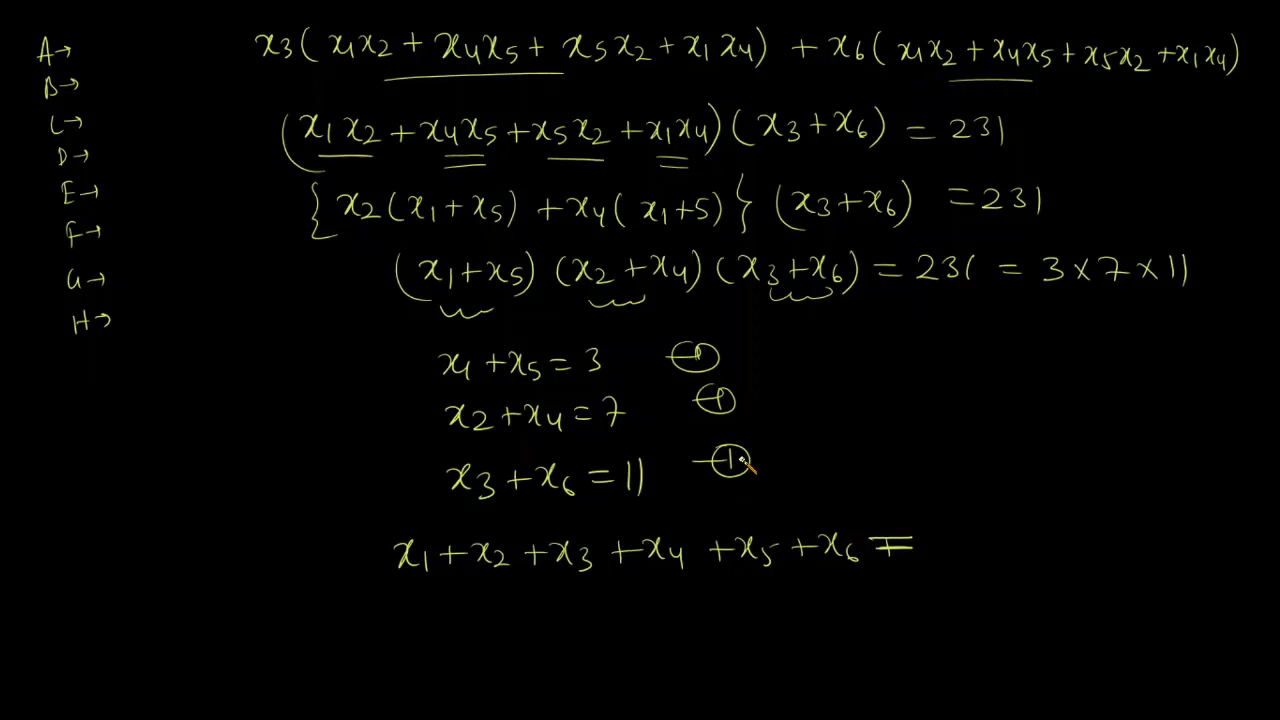 A→
B→
C→
D→
E→
F→
G→
H→
x3(x1x2 + x4x5 + x5x2 + x1x4) + x6(x1x2 + x4x5 + x5x2 + x1x4)
(x1x2 + x4x5 + x5x2 + x1x4)(x3 + x6) = 231
{x2(x1 + x5) + x4(x1 + 5)}(x3 + x6) = 231
(x1 + x5)(x2 + x4)(x3 + x6) = 231 = 3 × 7 × 11
x1 + x5 = 3
x2 + x4 = 7
x3 + x6 = 11
x1 + x2 + x3 + x4 + x5 + x6 =